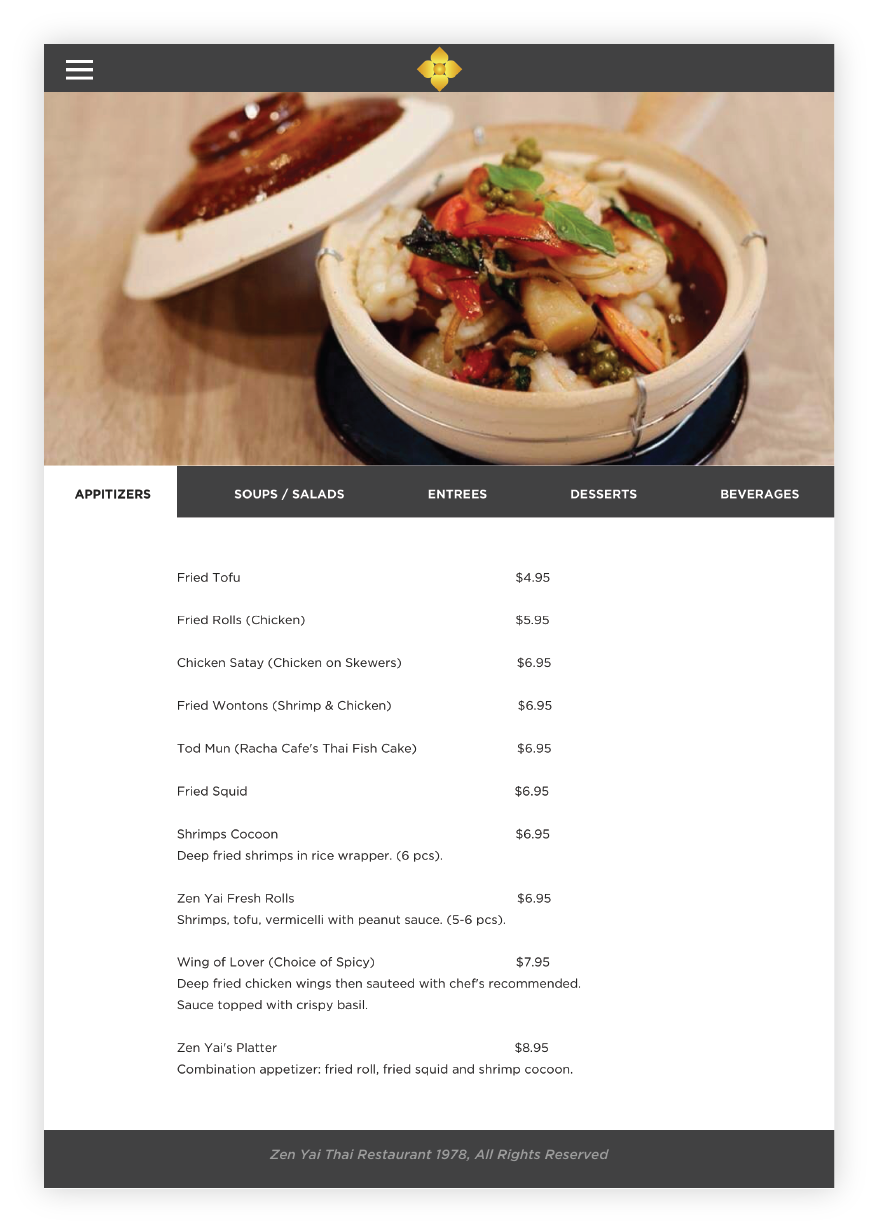 APPITIZERS SOUPS / SALADS ENTREES DESSERTS BEVERAGES
Fried Tofu $4.95
Fried Rolls (Chicken) $5.95
Chicken Satay (Chicken on Skewers) $6.95
Fried Wontons (Shrimp & Chicken) $6.95
Tod Mun (Racha Cafe's Thai Fish Cake) $6.95
Fried Squid $6.95
Shrimps Cocoon $6.95
Deep fried shrimps in rice wrapper. (6 pcs).
Zen Yai Fresh Rolls $6.95
Shrimps, tofu, vermicelli with peanut sauce. (5-6 pcs).
Wing of Lover (Choice of Spicy) $7.95
Deep fried chicken wings then sauteed with chef's recommended.
Sauce topped with crispy basil.
Zen Yai's Platter $8.95
Combination appetizer: fried roll, fried squid and shrimp cocoon.
Zen Yai Thai Restaurant 1978, All Rights Reserved